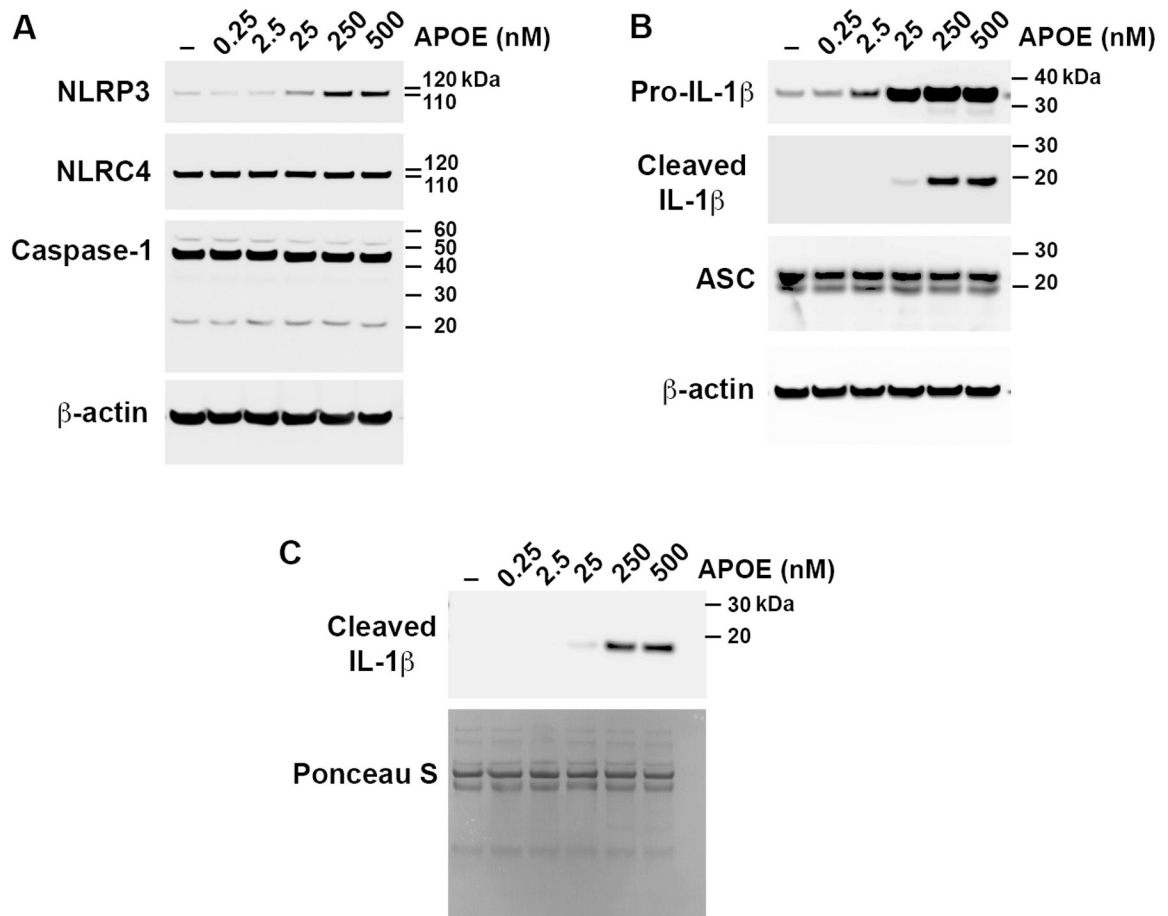 A
– 0.25 2.5 25 250 500 APOE (nM)
NLRP3
120 kDa
110
NLRC4
120
110
Caspase-1
60
50
40
30
20
β-actin
B
– 0.25 2.5 25 250 500 APOE (nM)
Pro-IL-1β
40 kDa
30
Cleaved
IL-1β
30
20
ASC
30
20
β-actin
C
– 0.25 2.5 25 250 500 APOE (nM)
Cleaved
IL-1β
30 kDa
20
Ponceau S